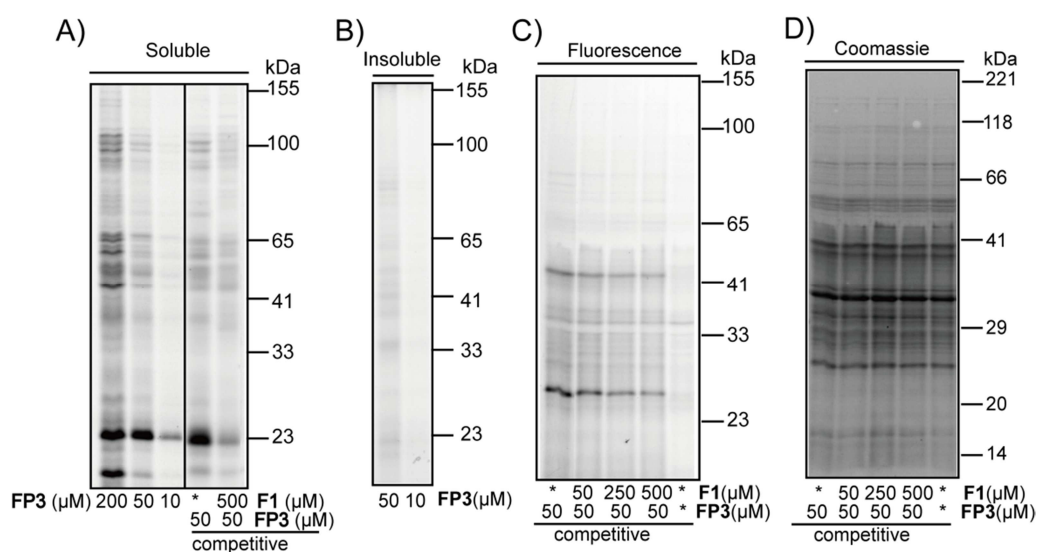 A)
Soluble
kDa
155
100
65
41
33
23
FP3 (µM) 200 50 10 * 500 F1 (µM)
50 50 FP3 (µM)
competitive
B)
Insoluble
kDa
155
100
65
41
33
23
50 10 FP3(µM)
C)
Fluorescence
kDa
155
100
65
41
33
23
* 50 250 500 * F1(µM)
50 50 50 50 * FP3(µM)
competitive
D)
Coomassie
kDa
221
118
66
41
29
20
14
* 50 250 500 * F1(µM)
50 50 50 50 * FP3(µM)
competitive